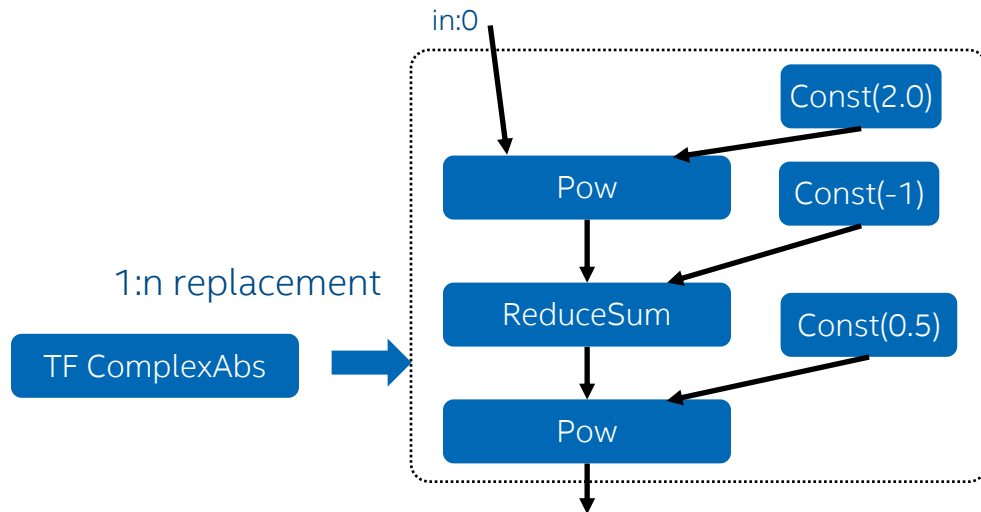 in:0
Const(2.0)
Pow
Const(-1)
1:n replacement
ReduceSum
Const(0.5)
TF ComplexAbs
Pow